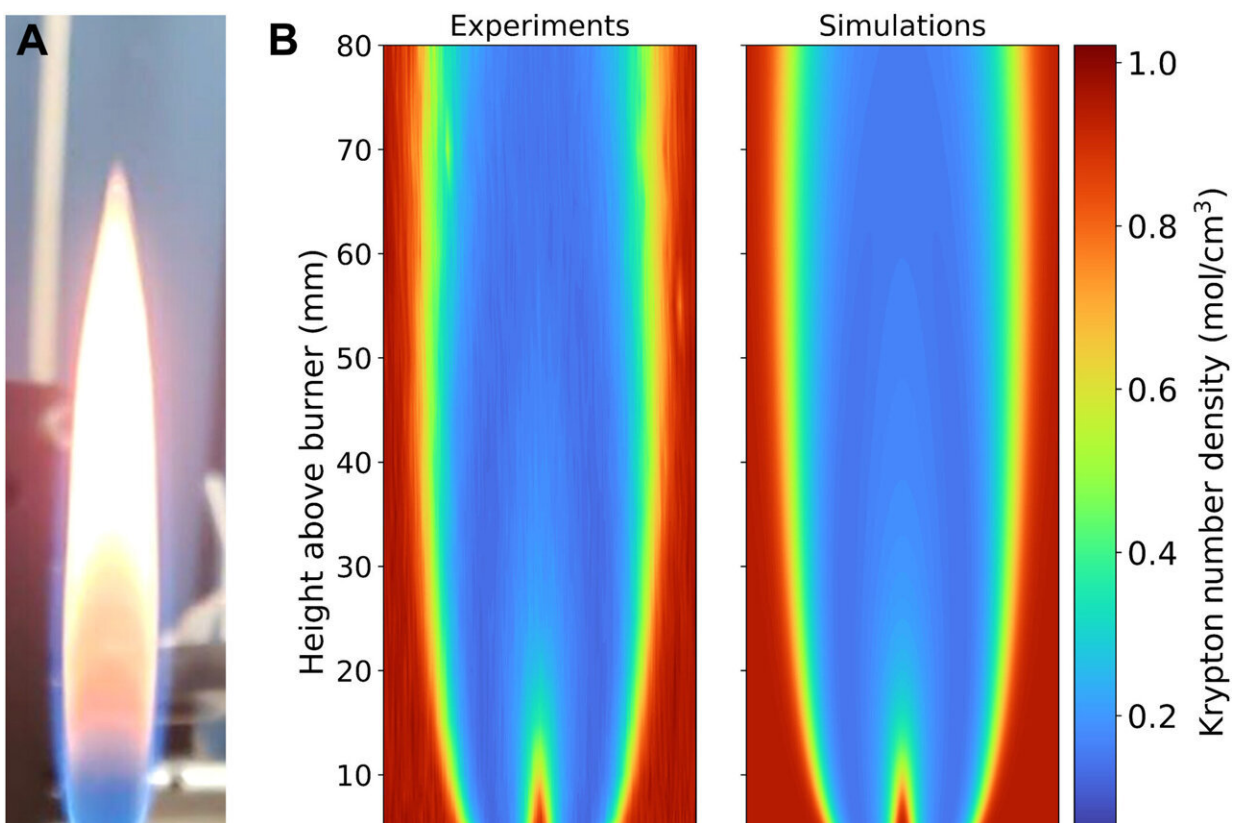 A
B
Experiments
Simulations
80
70
60
50
40
30
20
10
Height above burner (mm)
1.0
0.8
0.6
0.4
0.2
Krypton number density (mol/cm³)